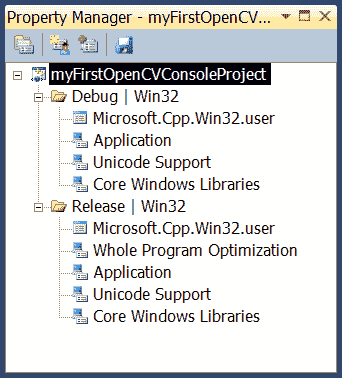 Property Manager - myFirstOpenCV...
myFirstOpenCVConsoleProject
Debug | Win32
Microsoft.Cpp.Win32.user
Application
Unicode Support
Core Windows Libraries
Release | Win32
Microsoft.Cpp.Win32.user
Whole Program Optimization
Application
Unicode Support
Core Windows Libraries